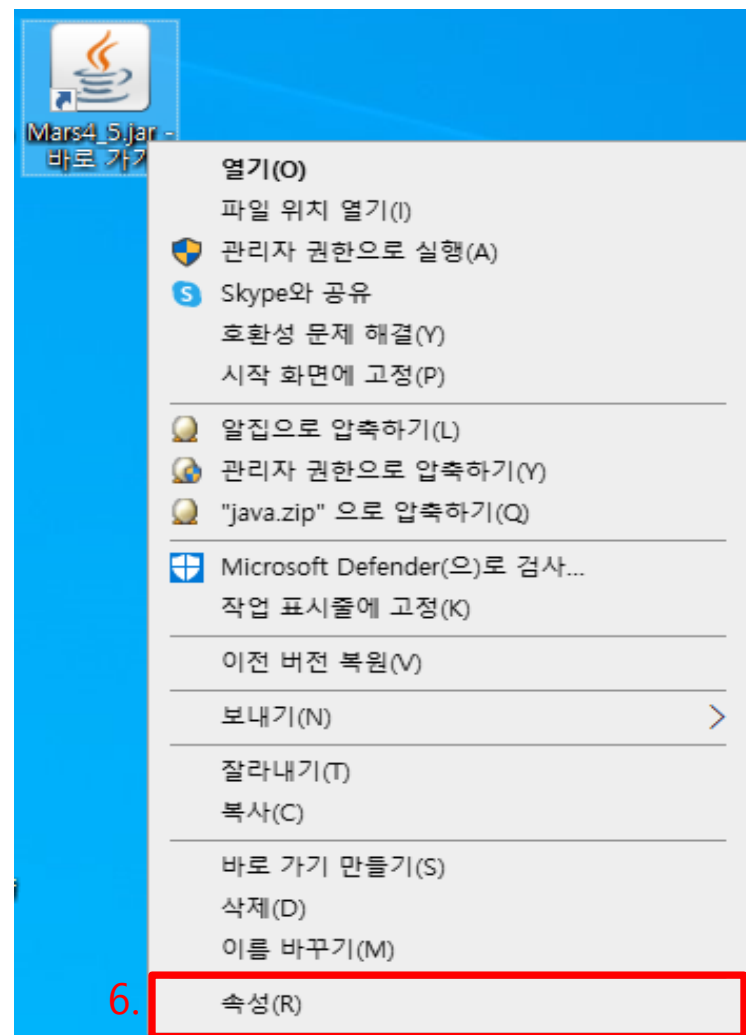 Mars4_5.jar -
바로 가기
열기(O)
파일 위치 열기(I)
관리자 권한으로 실행(A)
Skype와 공유
호환성 문제 해결(Y)
시작 화면에 고정(P)
알집으로 압축하기(L)
관리자 권한으로 압축하기(Y)
"java.zip" 으로 압축하기(Q)
Microsoft Defender(으)로 검사...
작업 표시줄에 고정(K)
이전 버전 복원(V)
보내기(N)
잘라내기(T)
복사(C)
바로 가기 만들기(S)
삭제(D)
이름 바꾸기(M)
6. 속성(R)